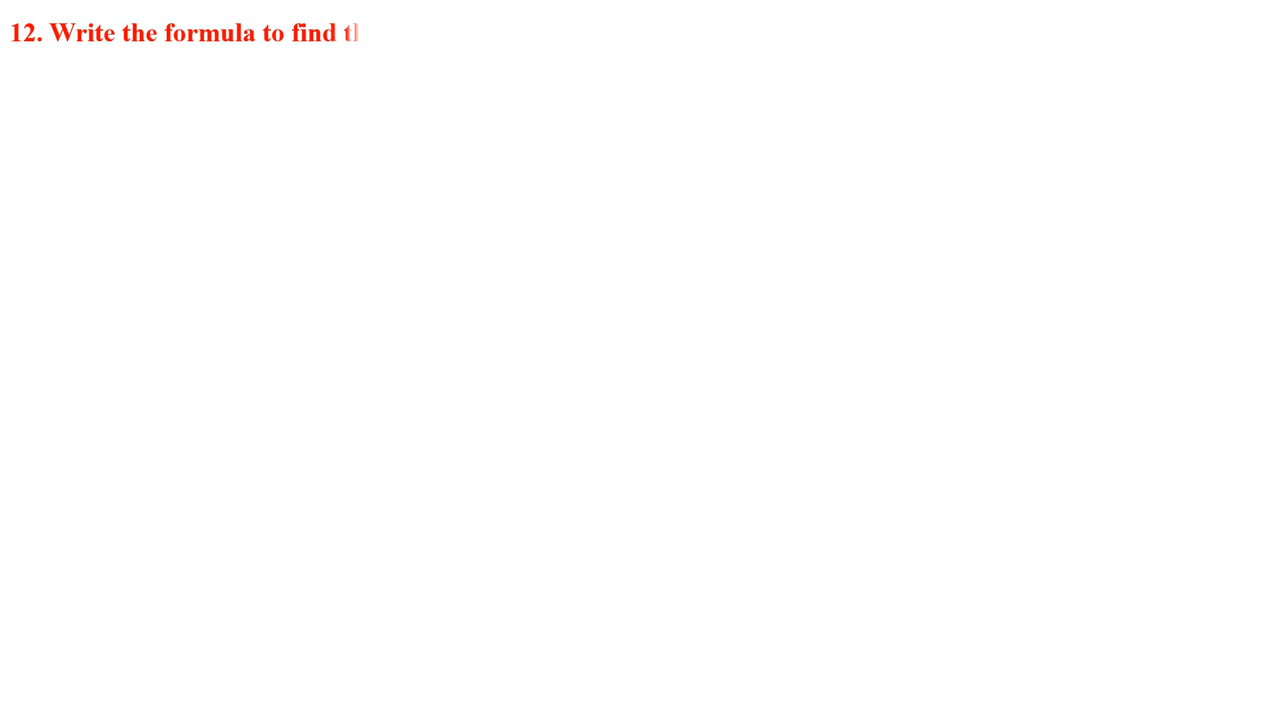 12. Write the formula to find